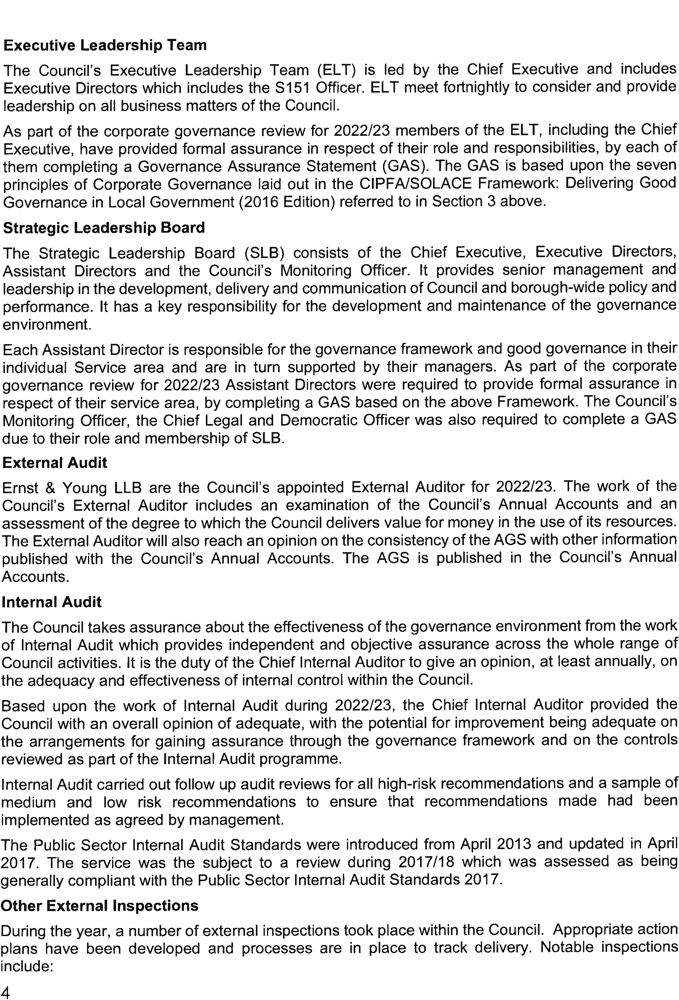 Executive Leadership Team
The Council's Executive Leadership Team (ELT) is led by the Chief Executive and includes
Executive Directors which includes the S151 Officer. ELT meet fortnightly to consider and provide
leadership on all business matters of the Council.
As part of the corporate governance review for 2022/23 members of the ELT, including the Chief
Executive, have provided formal assurance in respect of their role and responsibilities, by each of
them completing a Governance Assurance Statement (GAS). The GAS is based upon the seven
principles of Corporate Governance laid out in the CIPFA/SOLACE Framework: Delivering Good
Governance in Local Government (2016 Edition) referred to in Section 3 above.
Strategic Leadership Board
The Strategic Leadership Board (SLB) consists of the Chief Executive, Executive Directors,
Assistant Directors and the Council's Monitoring Officer. It provides senior management and
leadership in the development, delivery and communication of Council and borough-wide policy and
performance. It has a key responsibility for the development and maintenance of the governance
environment.
Each Assistant Director is responsible for the governance framework and good governance in their
individual Service area and are in turn supported by their managers. As part of the corporate
governance review for 2022/23 Assistant Directors were required to provide formal assurance in
respect of their service area, by completing a GAS based on the above Framework. The Council's
Monitoring Officer, the Chief Legal and Democratic Officer was also required to complete a GAS
due to their role and membership of SLB.
External Audit
Ernst & Young LLB are the Council's appointed External Auditor for 2022/23. The work of the
Council's External Auditor includes an examination of the Council's Annual Accounts and an
assessment of the degree to which the Council delivers value for money in the use of its resources.
The External Auditor will also reach an opinion on the consistency of the AGS with other information
published with the Council's Annual Accounts. The AGS is published in the Council's Annual
Accounts.
Internal Audit
The Council takes assurance about the effectiveness of the governance environment from the work
of Internal Audit which provides independent and objective assurance across the whole range of
Council activities. It is the duty of the Chief Internal Auditor to give an opinion, at least annually, on
the adequacy and effectiveness of internal control within the Council.
Based upon the work of Internal Audit during 2022/23, the Chief Internal Auditor provided the
Council with an overall opinion of adequate, with the potential for improvement being adequate on
the arrangements for gaining assurance through the governance framework and on the controls
reviewed as part of the Internal Audit programme.
Internal Audit carried out follow up audit reviews for all high-risk recommendations and a sample of
medium and low risk recommendations to ensure that recommendations made had been
implemented as agreed by management.
The Public Sector Internal Audit Standards were introduced from April 2013 and updated in April
2017. The service was the subject to a review during 2017/18 which was assessed as being
generally compliant with the Public Sector Internal Audit Standards 2017.
Other External Inspections
During the year, a number of external inspections took place within the Council. Appropriate action
plans have been developed and processes are in place to track delivery. Notable inspections
include:
4